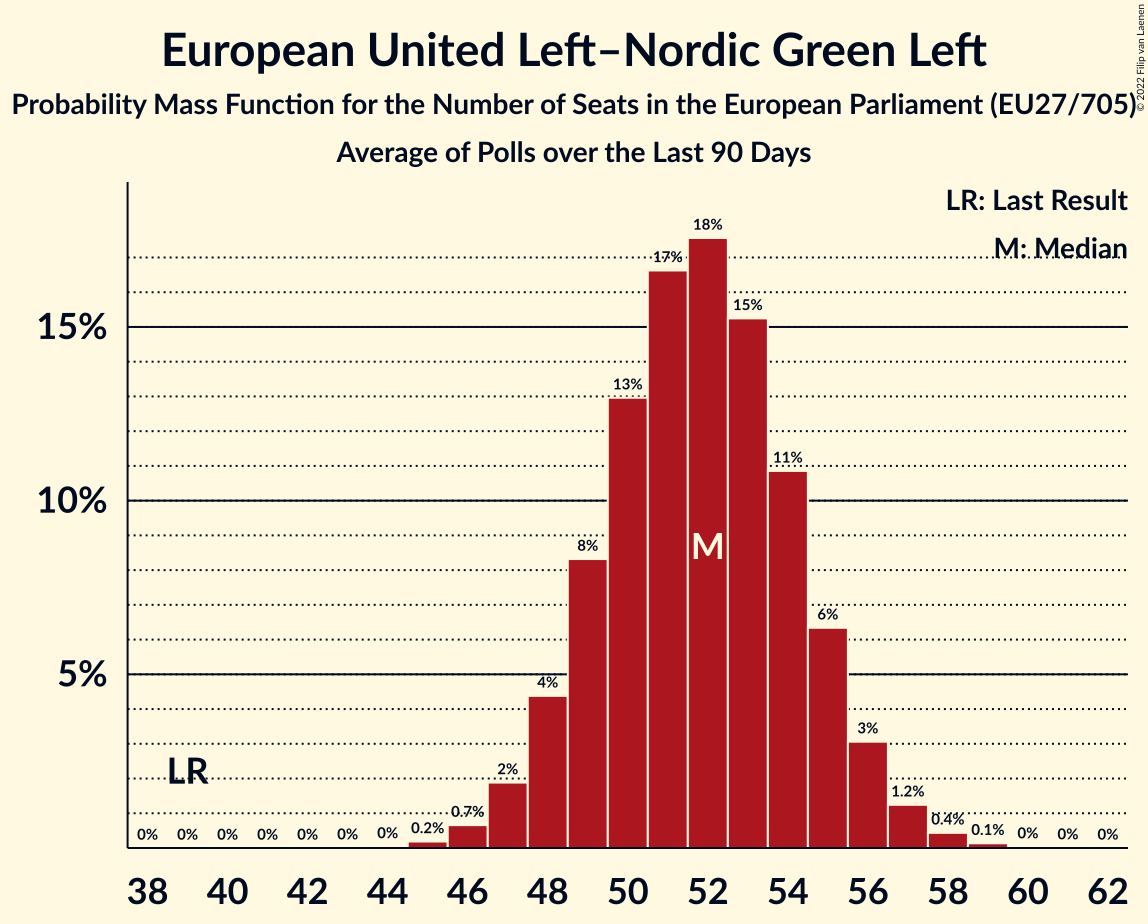 European United Left–Nordic Green Left
Probability Mass Function for the Number of Seats in the European Parliament (EU27/705)
Average of Polls over the Last 90 Days
© 2022 Filip van Laenen
LR: Last Result
M: Median
15%
10%
5%
0% 0% 0% 0% 0% 0% 0% 0.2% 0.7% 2% 4% 8% 13% 17% 18% 15% 11% 6% 3% 1.2% 0.4% 0.1% 0% 0% 0%
LR
M
38 40 42 44 46 48 50 52 54 56 58 60 62